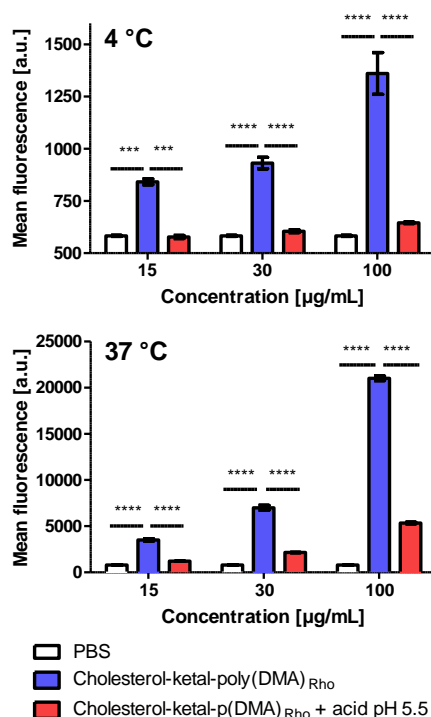 4 °C
Mean fluorescence [a.u.]
1500
1250
1000
750
500
*** ***
**** ****
**** ****
15 30 100
Concentration [µg/mL]
37 °C
Mean fluorescence [a.u.]
25000
20000
15000
10000
5000
0
**** ****
**** ****
**** ****
15 30 100
Concentration [µg/mL]
PBS
Cholesterol-ketal-poly(DMA)Rho
Cholesterol-ketal-p(DMA)Rho + acid pH 5.5